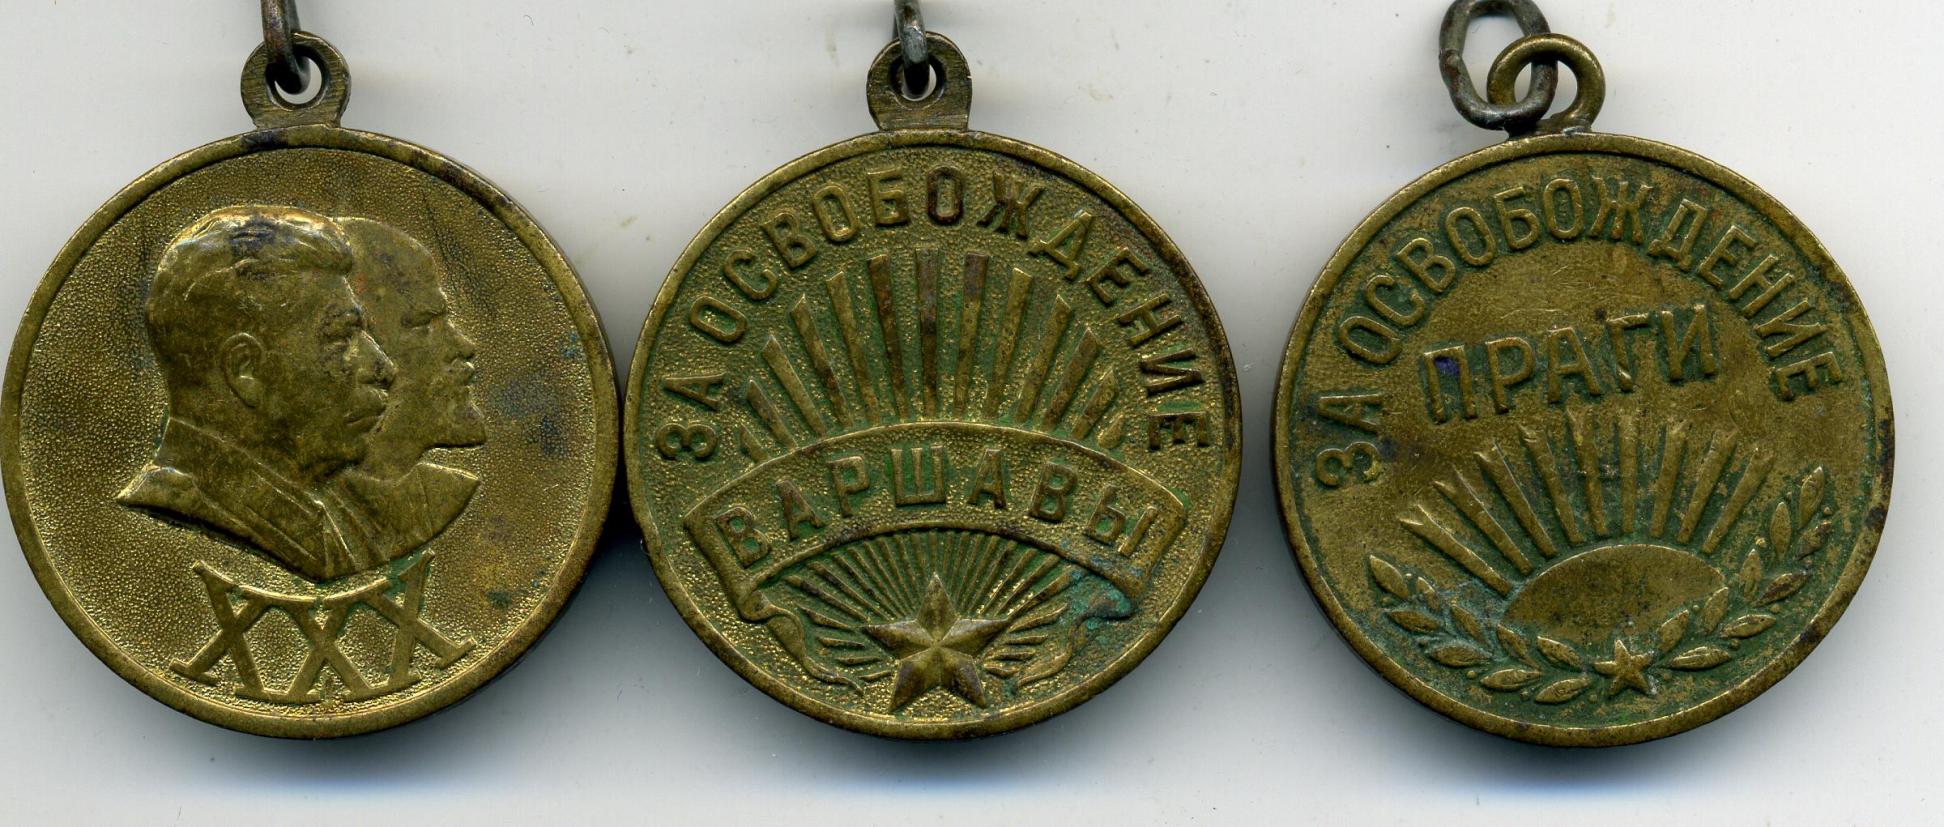 XXX
ЗА ОСВОБОЖДЕНИЕ
ВАРШАВЫ
ЗА ОСВОБОЖДЕНИЕ
ПРАГИ